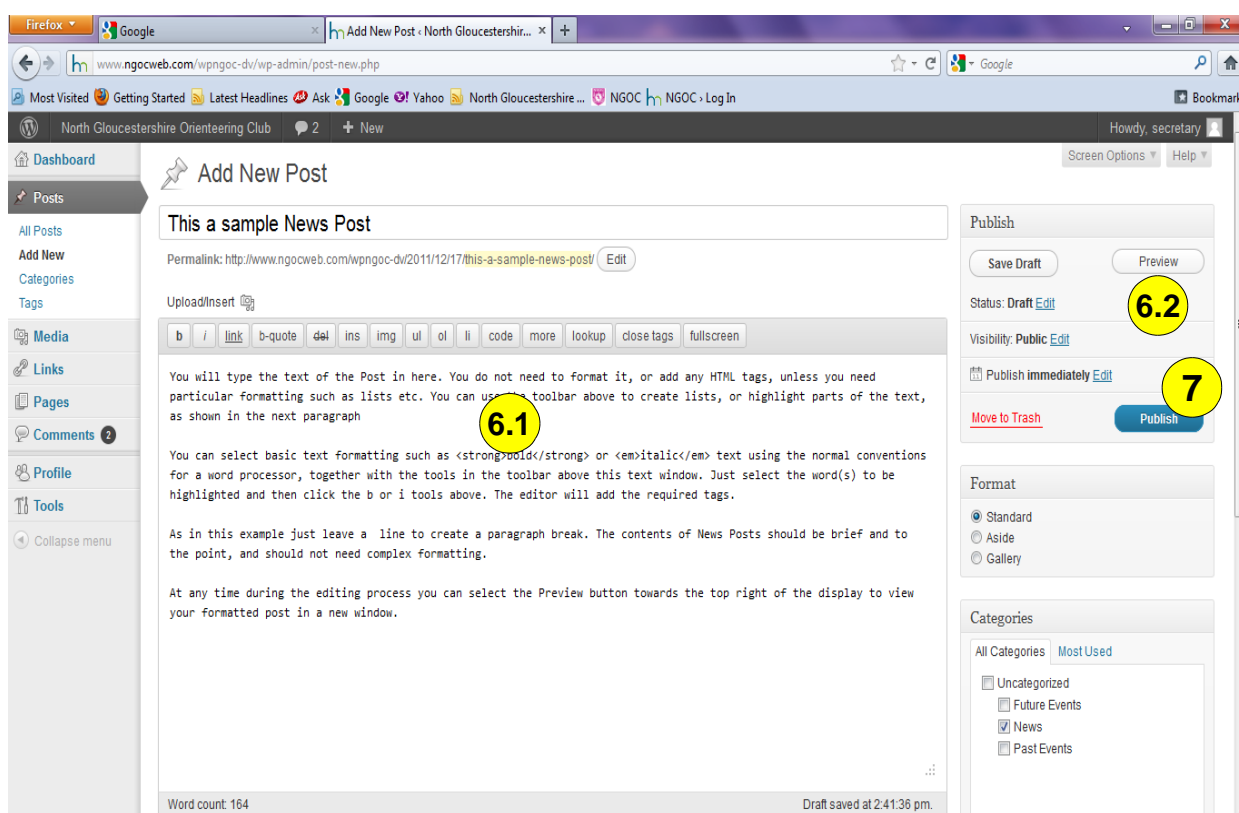 Firefox
Google
Add New Post ‹ North Gloucestershir...
www.ngocweb.com/wpngoc-dv/wp-admin/post-new.php
Google
Most Visited Getting Started Latest Headlines Ask Google Yahoo North Gloucestershire ... NGOC NGOC › Log In
Bookmark
North Gloucestershire Orienteering Club 2 + New
Howdy, secretary
Screen Options Help
Dashboard
Posts
All Posts
Add New
Categories
Tags
Media
Links
Pages
Comments 2
Profile
Tools
Collapse menu
Add New Post
This a sample News Post
Permalink: http://www.ngocweb.com/wpngoc-dv/2011/12/17/this-a-sample-news-post/ Edit
Upload/Insert
b i link b-quote del ins img ul ol li code more lookup close tags fullscreen
You will type the text of the Post in here. You do not need to format it, or add any HTML tags, unless you need
particular formatting such as lists etc. You can use the toolbar above to create lists, or highlight parts of the text,
as shown in the next paragraph
6.1
You can select basic text formatting such as <strong>bold</strong> or <em>italic</em> text using the normal conventions
for a word processor, together with the tools in the toolbar above this text window. Just select the word(s) to be
highlighted and then click the b or i tools above. The editor will add the required tags.
As in this example just leave a  line to create a paragraph break. The contents of News Posts should be brief and to
the point, and should not need complex formatting.
At any time during the editing process you can select the Preview button towards the top right of the display to view
your formatted post in a new window.
Word count: 164
Draft saved at 2:41:36 pm.
Publish
Save Draft
Preview
Status: Draft Edit
6.2
Visibility: Public Edit
Publish immediately Edit
7
Move to Trash
Publish
Format
Standard
Aside
Gallery
Categories
All Categories
Most Used
Uncategorized
Future Events
News
Past Events